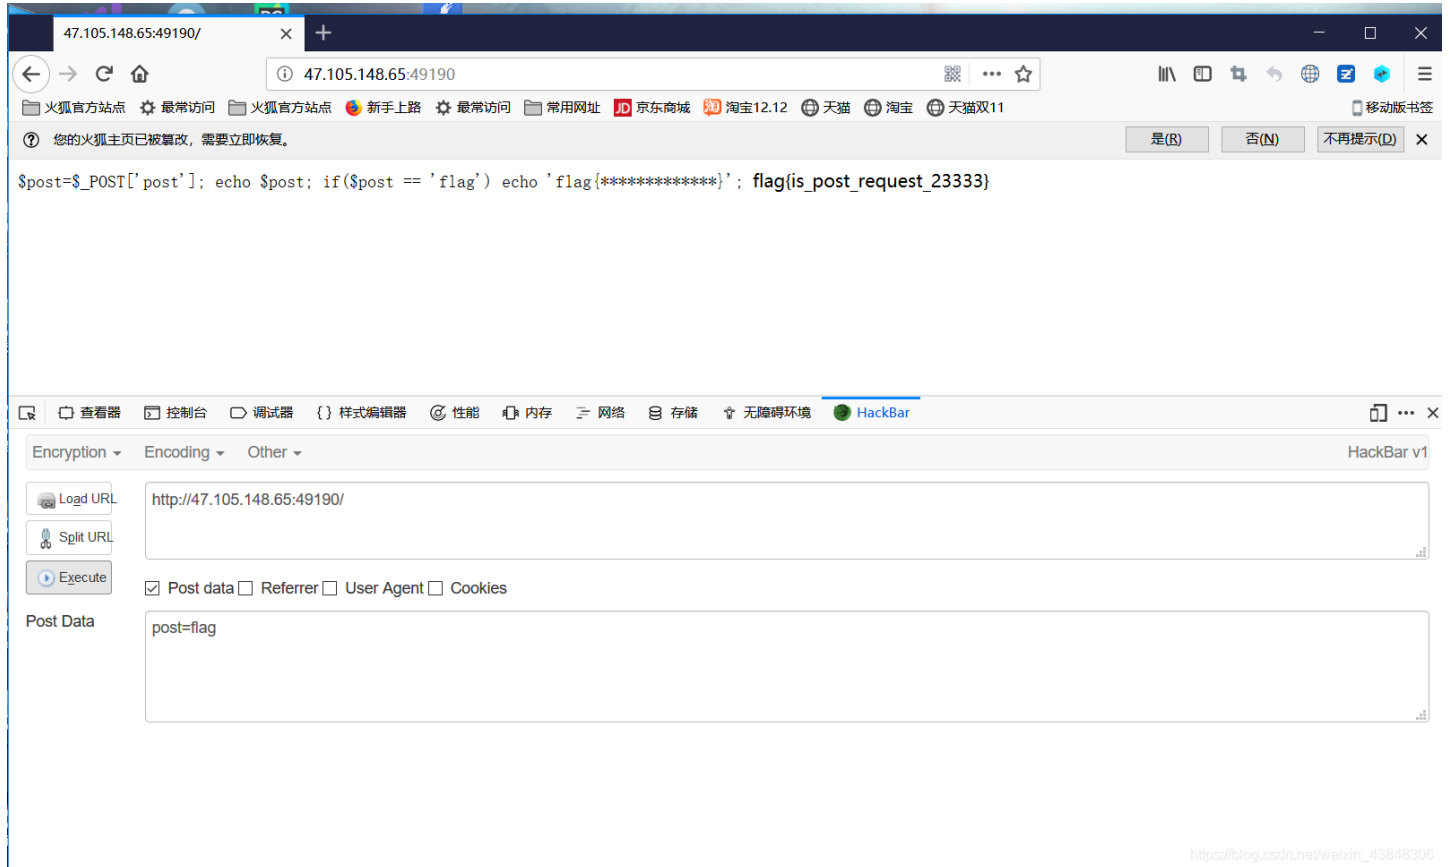 47.105.148.65:49190/
47.105.148.65:49190
火狐官方站点 最常访问 火狐官方站点 新手上路 最常访问 常用网址 JD 京东商城 淘 淘宝12.12 天猫 淘宝 天猫双11 移动版书签
您的火狐主页已被篡改，需要立即恢复。 是(R) 否(N) 不再提示(D)
$post=$_POST['post']; echo $post; if($post == 'flag') echo 'flag{*************}'; flag{is_post_request_23333}
查看器 控制台 调试器 {} 样式编辑器 性能 内存 网络 存储 无障碍环境 HackBar
Encryption Encoding Other HackBar v1
Load URL http://47.105.148.65:49190/
Split URL
Execute
Post data Referrer User Agent Cookies
Post Data post=flag
https://blog.csdn.net/weixin_43848306